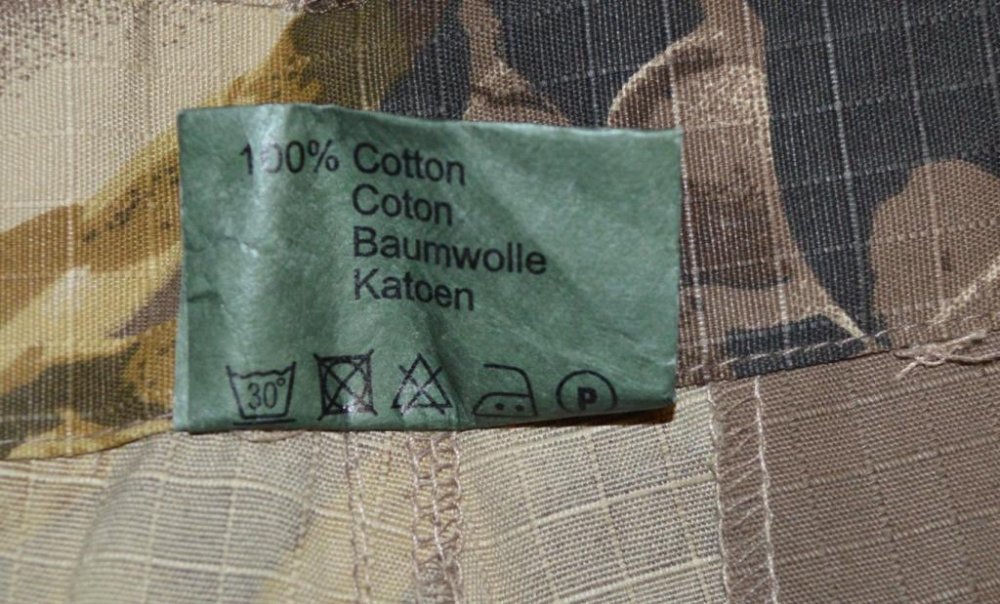 100% Cotton
Coton
Baumwolle
Katoen
30° P